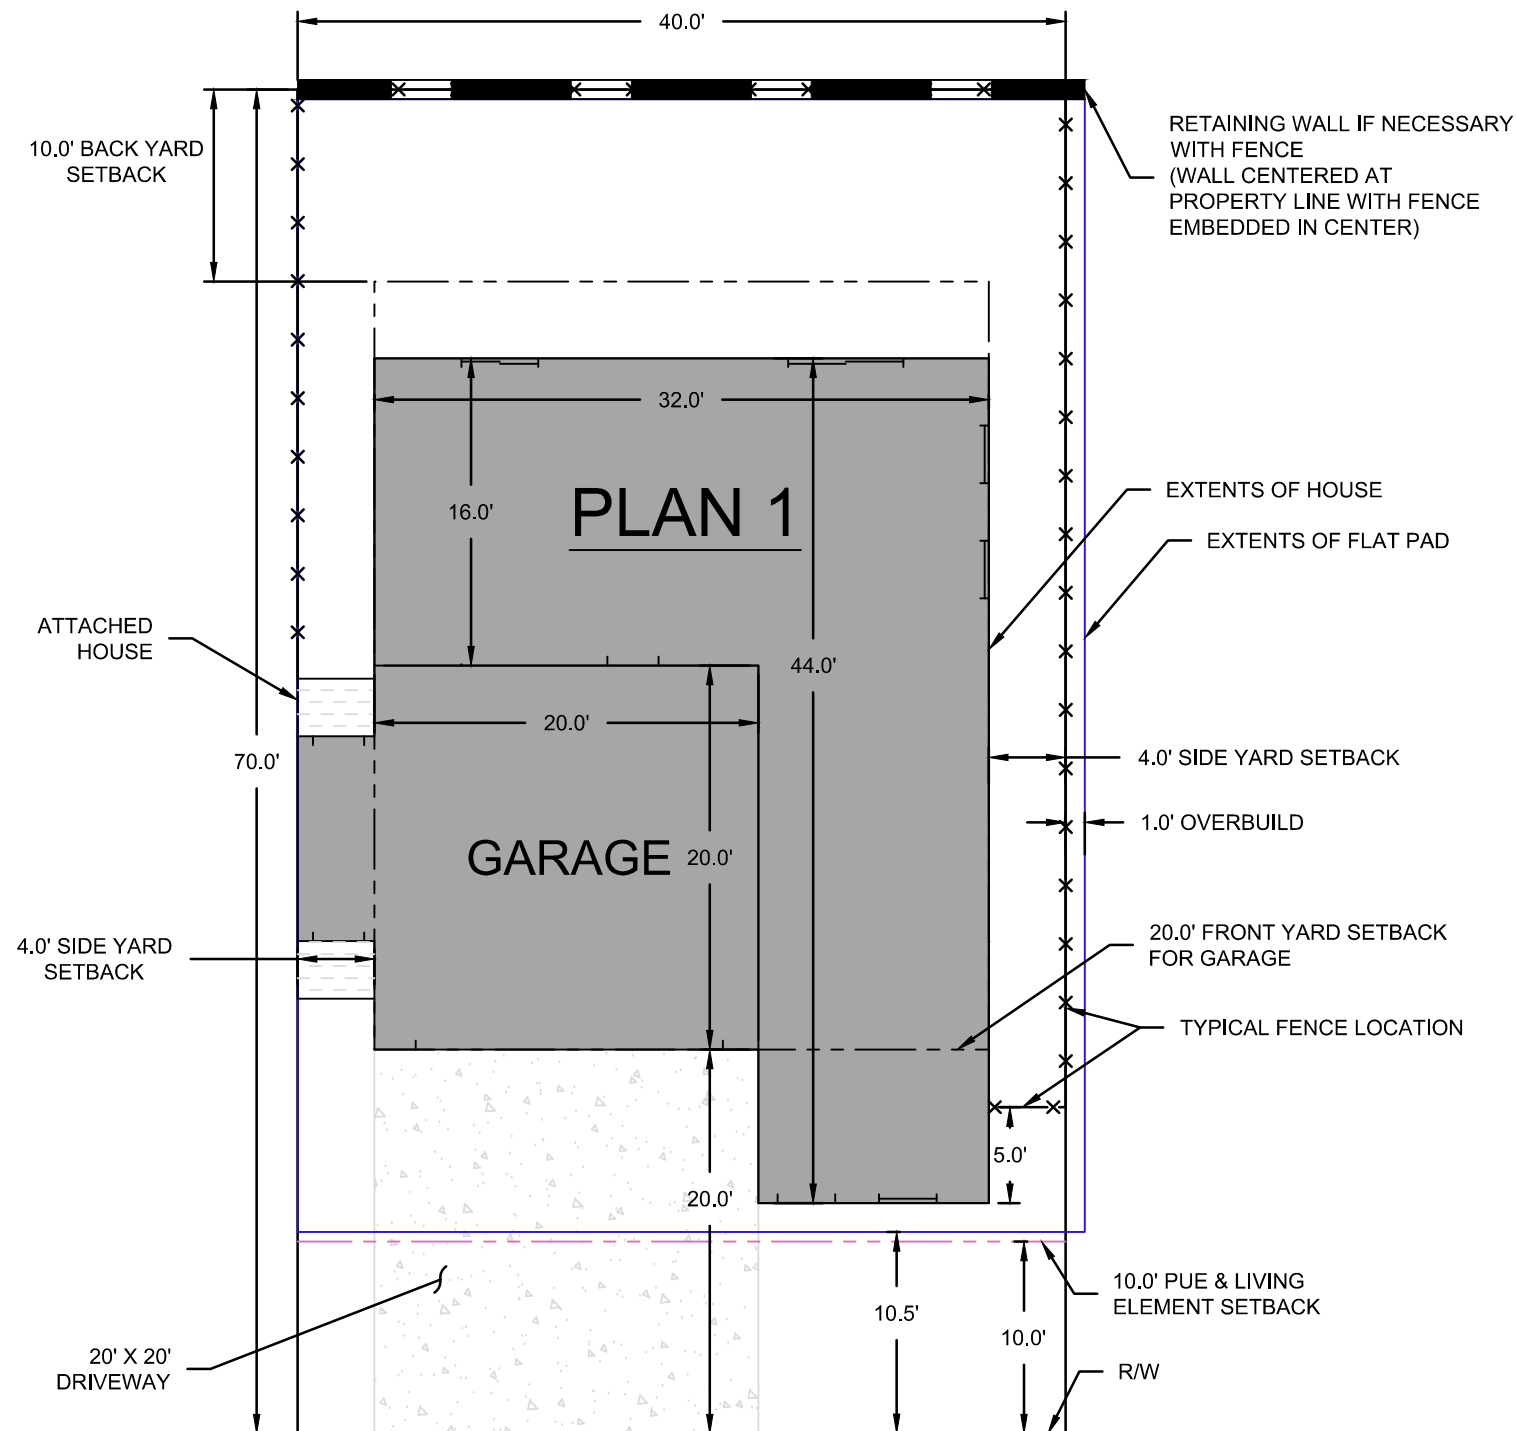 40.0'
10.0' BACK YARD
SETBACK
RETAINING WALL IF NECESSARY
WITH FENCE
(WALL CENTERED AT
PROPERTY LINE WITH FENCE
EMBEDDED IN CENTER)
32.0'
16.0'
PLAN 1
EXTENTS OF HOUSE
EXTENTS OF FLAT PAD
ATTACHED
HOUSE
44.0'
20.0'
70.0'
4.0' SIDE YARD SETBACK
1.0' OVERBUILD
GARAGE
20.0'
4.0' SIDE YARD
SETBACK
20.0' FRONT YARD SETBACK
FOR GARAGE
TYPICAL FENCE LOCATION
5.0'
20.0'
10.0' PUE & LIVING
ELEMENT SETBACK
10.5'
10.0'
20' X 20'
DRIVEWAY
R/W